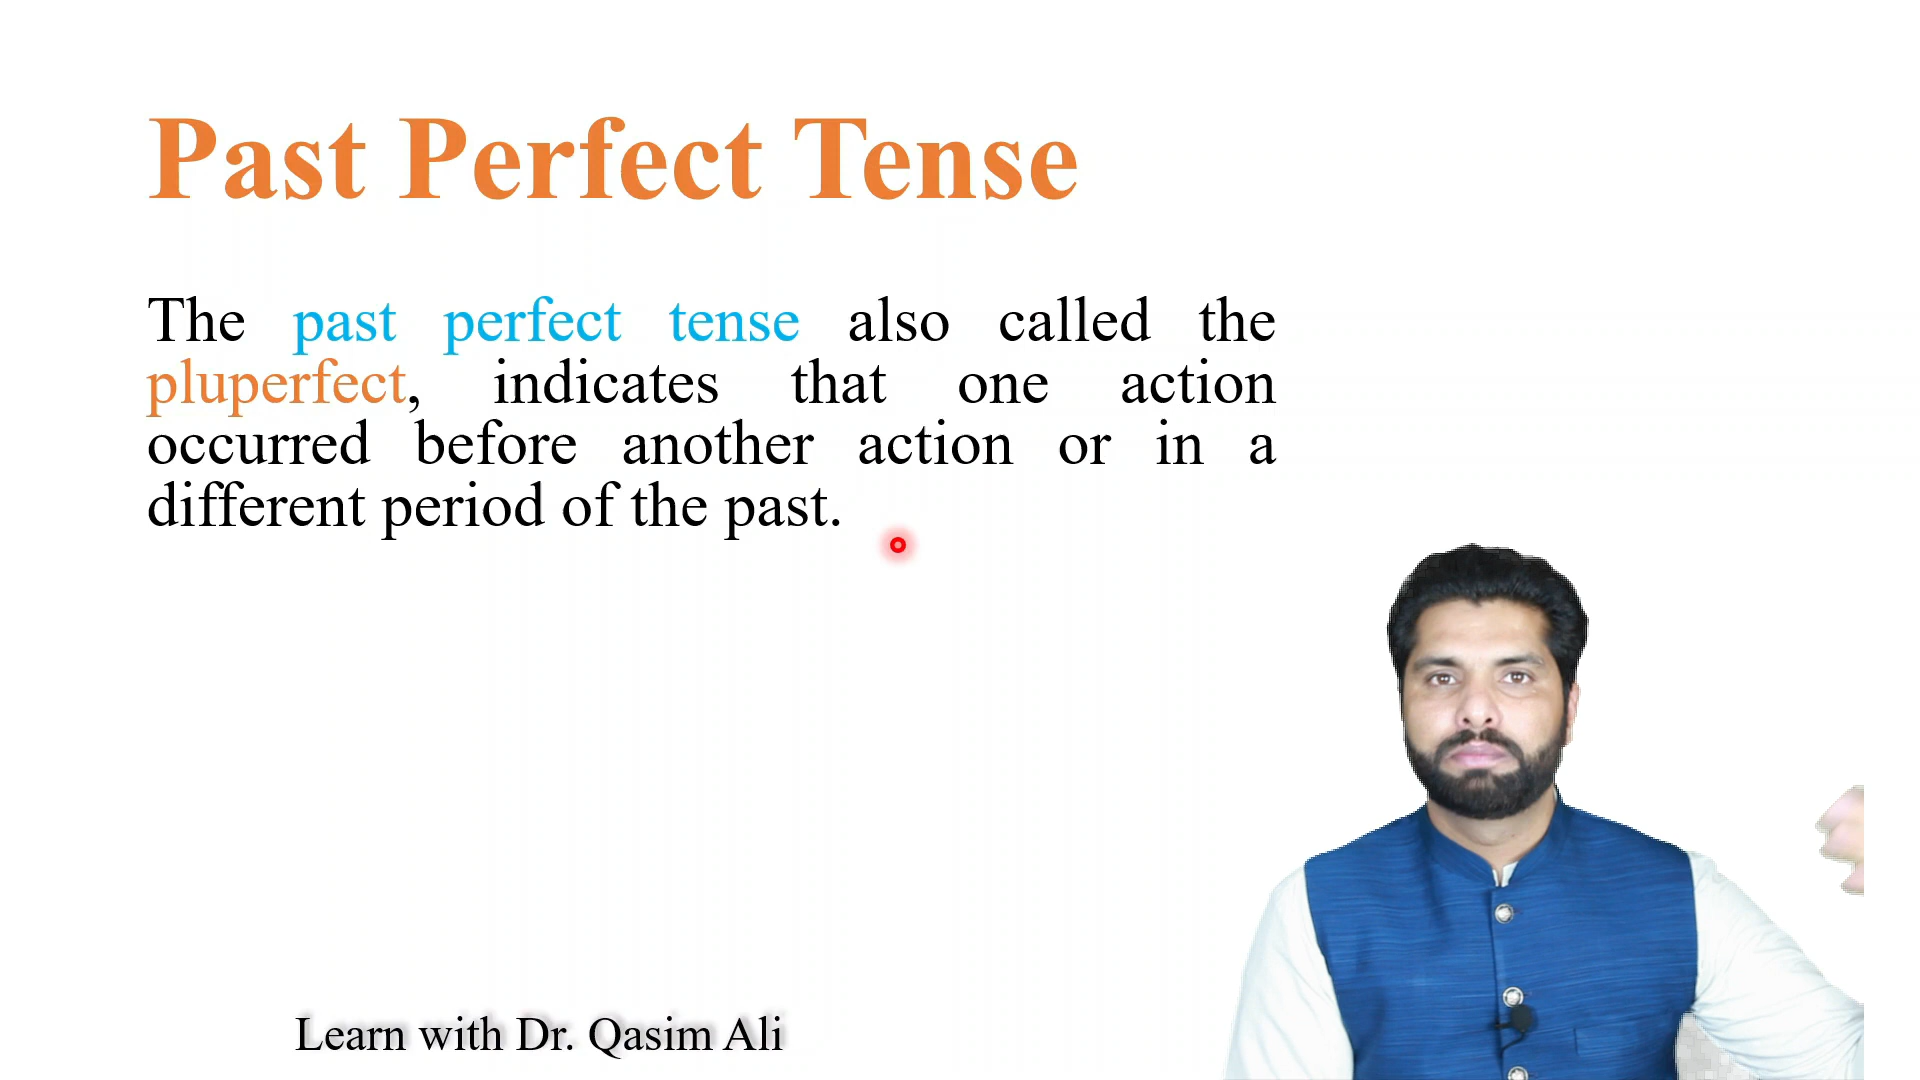 Past Perfect Tense
The past perfect tense also called the
pluperfect, indicates that one action
occurred before another action or in a
different period of the past.
Learn with Dr. Qasim Ali